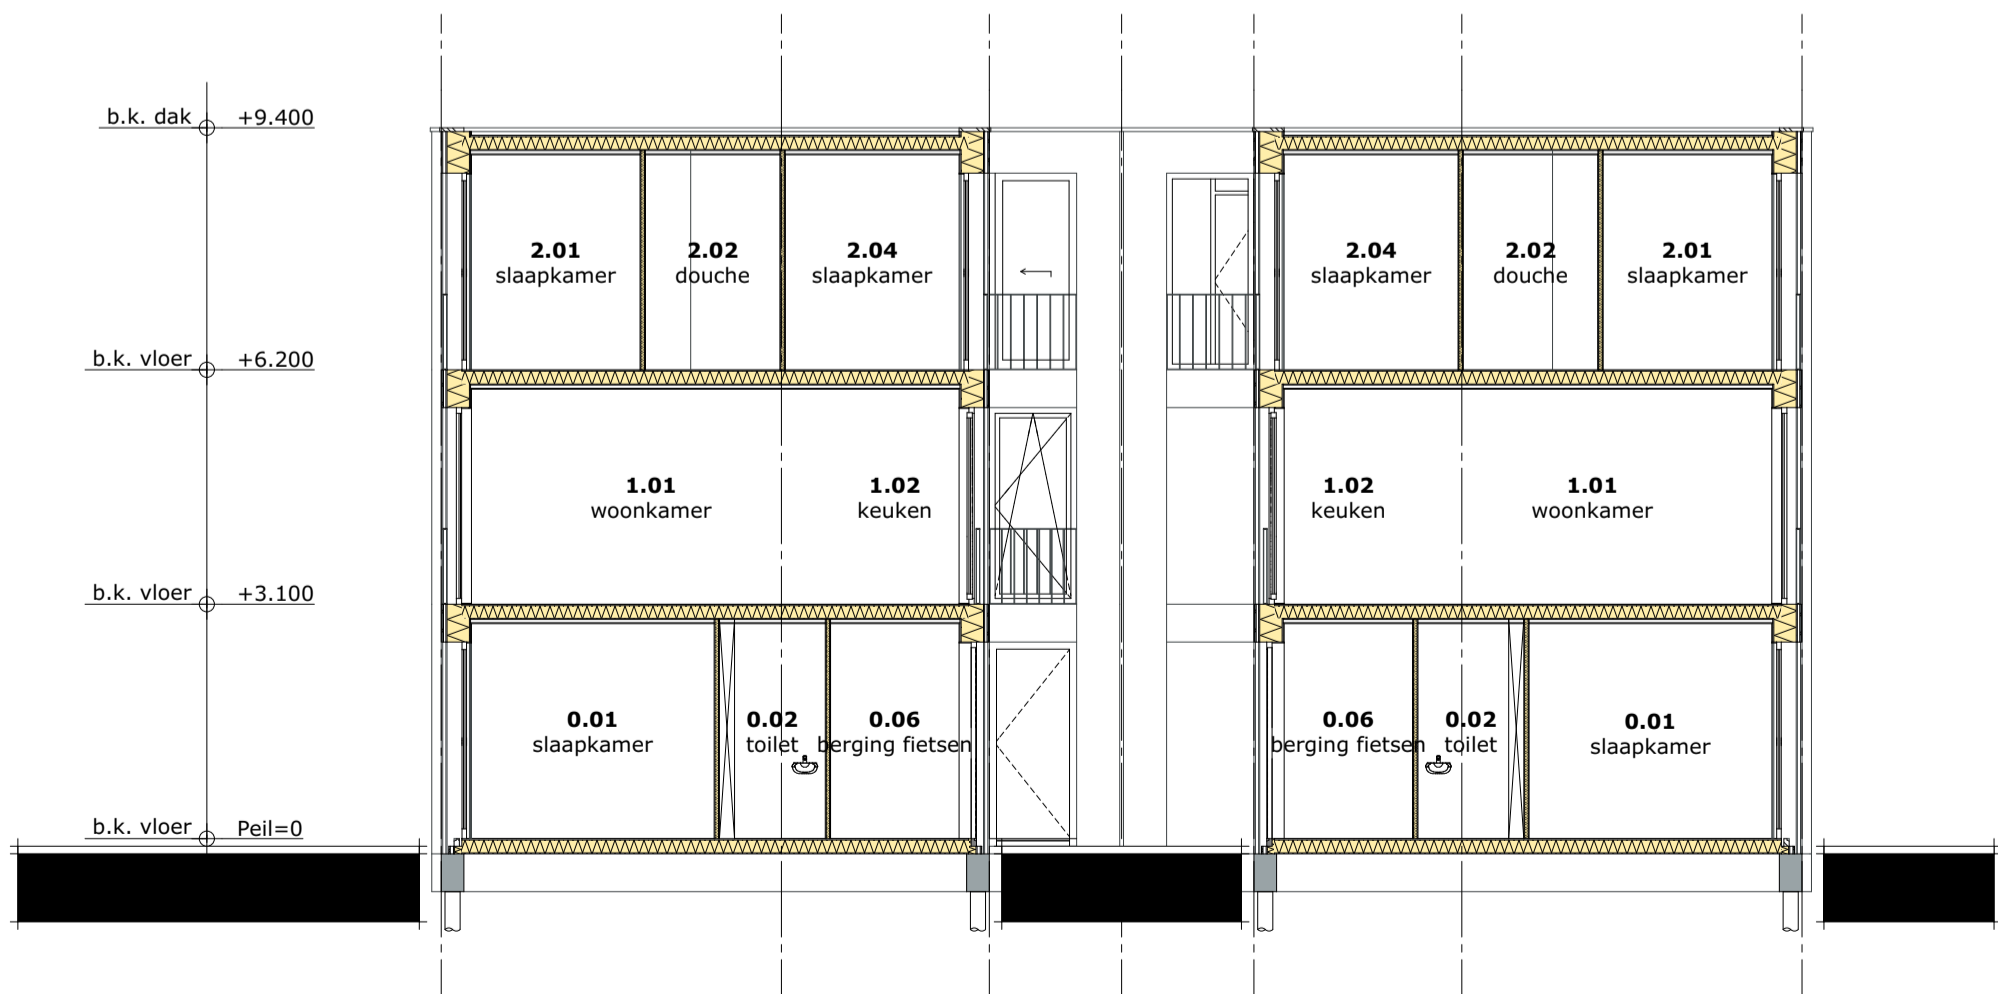 b.k. dak +9.400
2.01 2.02 2.04 2.04 2.02 2.01
slaapkamer douche slaapkamer slaapkamer douche slaapkamer
b.k. vloer +6.200
1.01 1.02 1.02 1.01
woonkamer keuken keuken woonkamer
b.k. vloer +3.100
0.01 0.02 0.06 0.06 0.02 0.01
slaapkamer toilet berging fietsen berging fietsen toilet slaapkamer
b.k. vloer Peil=0